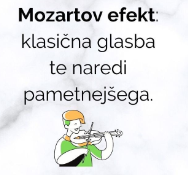 Mozartov efekt:
klasična glasba
te naredi
pametnejšega.